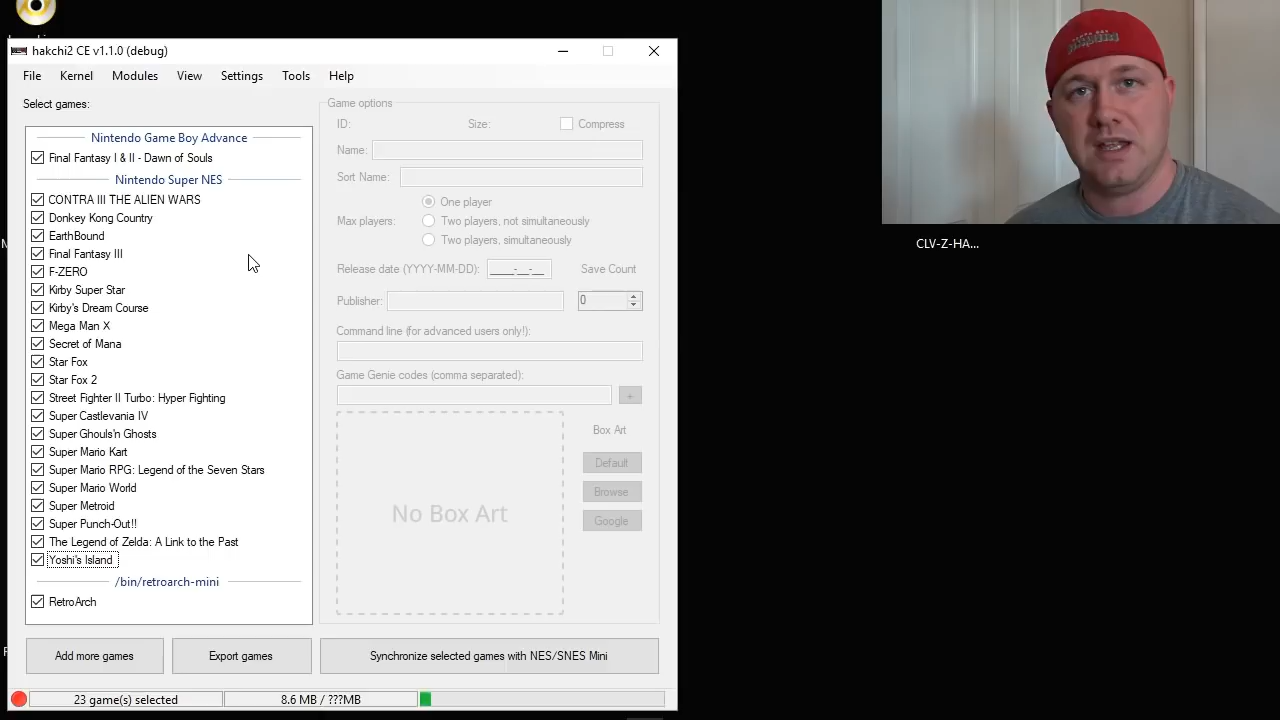 hakchi2 CE v1.1.0 (debug)
File Kernel Modules View Settings Tools Help
Select games:
Nintendo Game Boy Advance
Final Fantasy I & II - Dawn of Souls
Nintendo Super NES
CONTRA III THE ALIEN WARS
Donkey Kong Country
EarthBound
Final Fantasy III
F-ZERO
Kirby Super Star
Kirby's Dream Course
Mega Man X
Secret of Mana
Star Fox
Star Fox 2
Street Fighter II Turbo: Hyper Fighting
Super Castlevania IV
Super Ghouls'n Ghosts
Super Mario Kart
Super Mario RPG: Legend of the Seven Stars
Super Mario World
Super Metroid
Super Punch-Out!!
The Legend of Zelda: A Link to the Past
Yoshi's Island
/bin/retroarch-mini
RetroArch
Game options
ID: Size: Compress
Name:
Sort Name:
One player
Max players: Two players, not simultaneously
Two players, simultaneously
Release date (YYYY-MM-DD): ____-__-__ Save Count
Publisher: 0
Command line (for advanced users only!):
Game Genie codes (comma separated):
+
Box Art
Default
Browse
No Box Art
Google
Add more games Export games Synchronize selected games with NES/SNES Mini
23 game(s) selected 8.6 MB / ???MB
CLV-Z-HA...